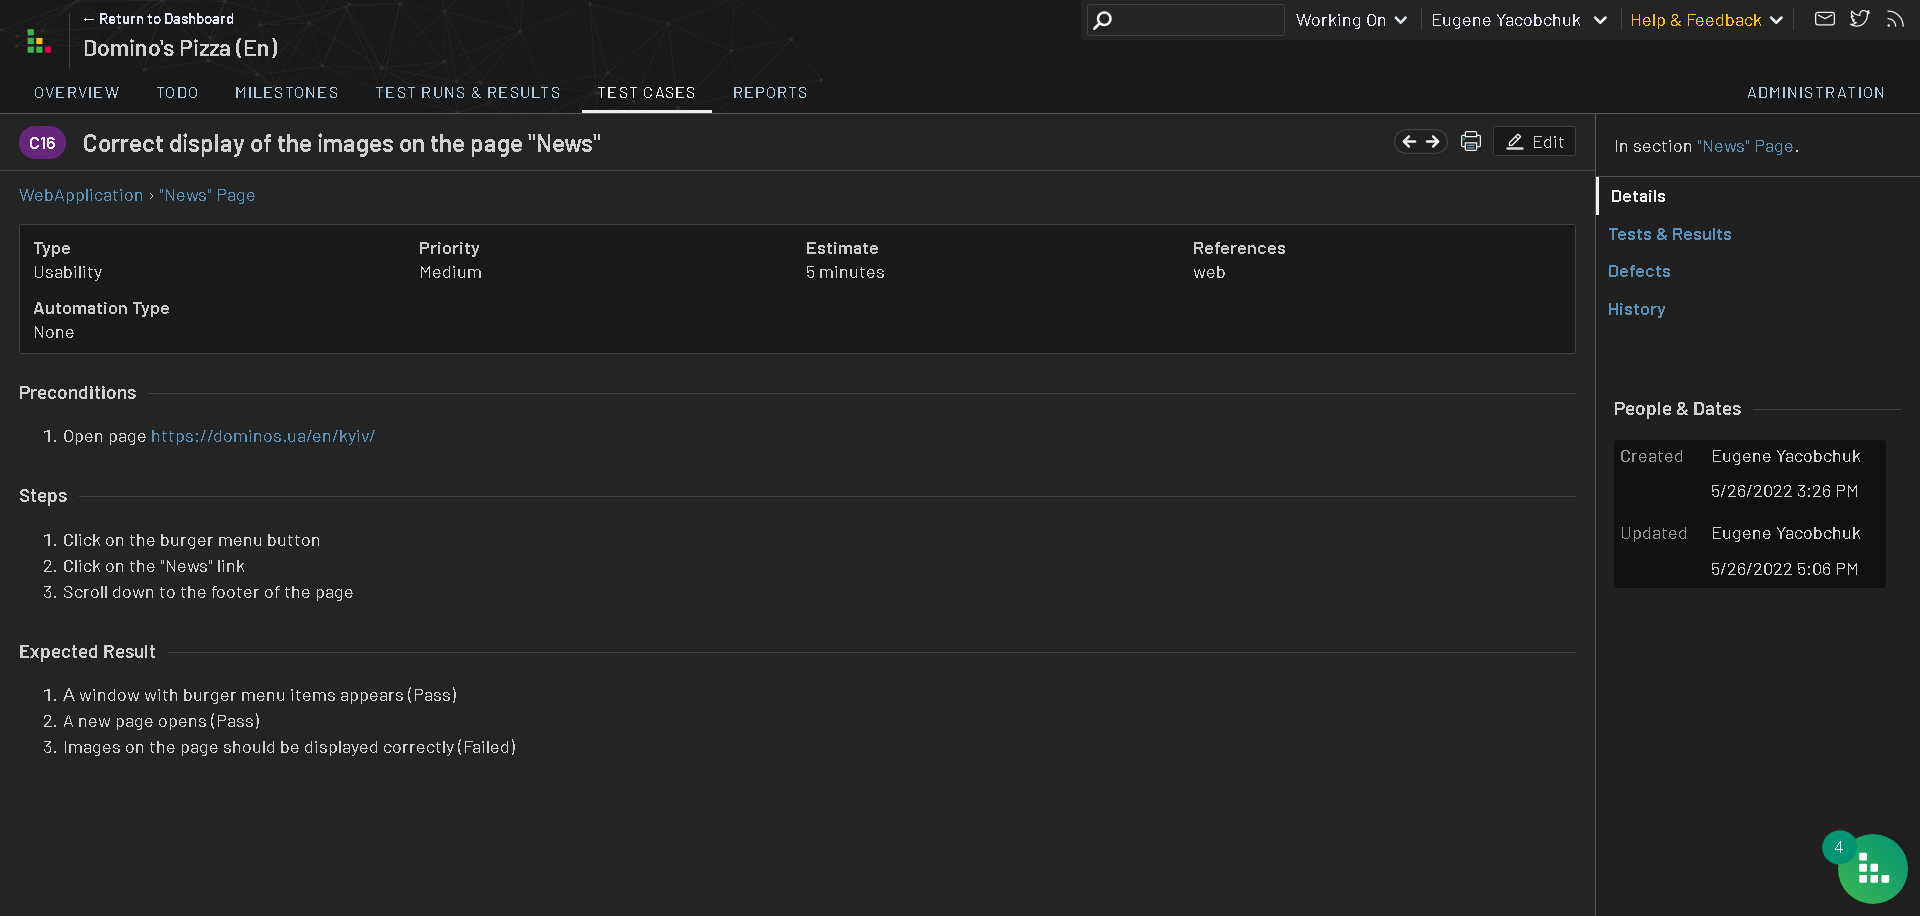 ← Return to Dashboard
Domino's Pizza (En)
Working On
Eugene Yacobchuk
Help & Feedback
OVERVIEW
TODO
MILESTONES
TEST RUNS & RESULTS
TEST CASES
REPORTS
ADMINISTRATION
C16
Correct display of the images on the page "News"
Edit
WebApplication › "News" Page
Type
Priority
Estimate
References
Usability
Medium
5 minutes
web
Automation Type
None
Preconditions
1. Open page https://dominos.ua/en/kyiv/
Steps
1. Click on the burger menu button
2. Click on the "News" link
3. Scroll down to the footer of the page
Expected Result
1. A window with burger menu items appears (Pass)
2. A new page opens (Pass)
3. Images on the page should be displayed correctly (Failed)
In section "News" Page.
Details
Tests & Results
Defects
History
People & Dates
Created
Eugene Yacobchuk
5/26/2022 3:26 PM
Updated
Eugene Yacobchuk
5/26/2022 5:06 PM
4